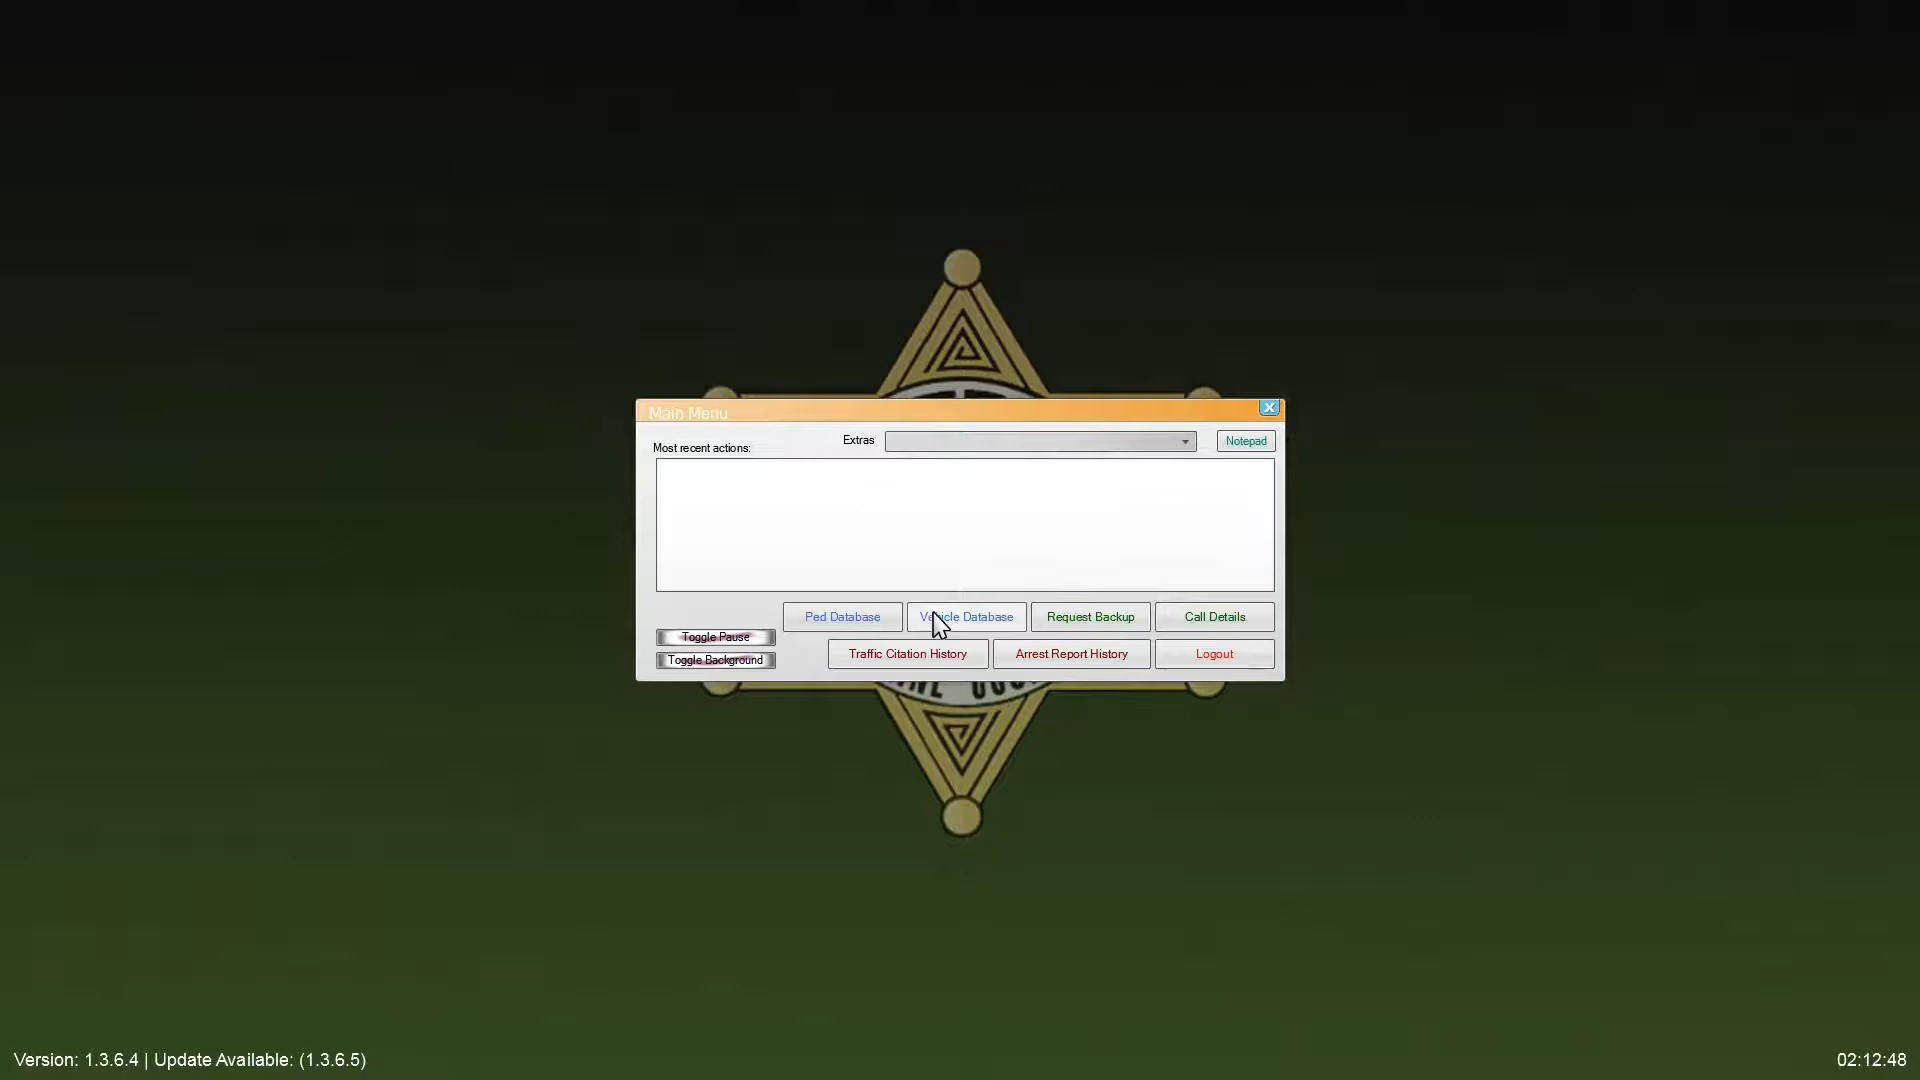 Main Menu
Extras
Notepad
Most recent actions:
Ped Database
Vehicle Database
Request Backup
Call Details
Toggle Pause
Toggle Background
Traffic Citation History
Arrest Report History
Logout
Version: 1.3.6.4 | Update Available: (1.3.6.5)
02:12:48